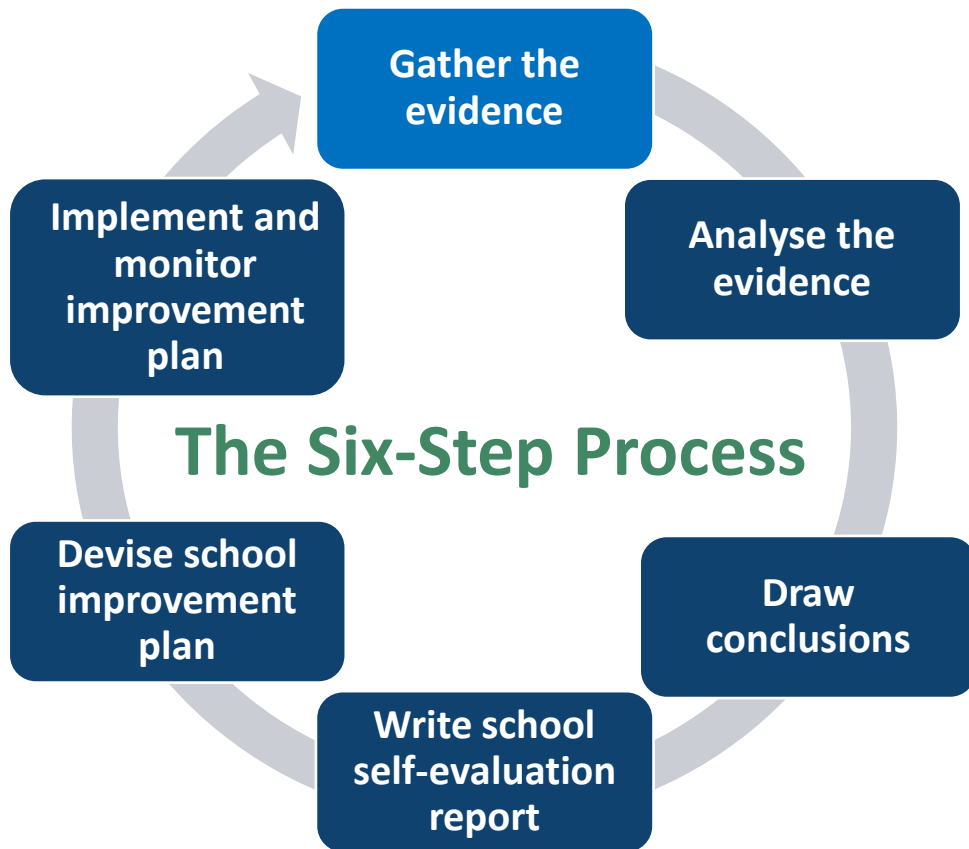 Gather the
evidence
Analyse the
evidence
Draw
conclusions
Write school
self-evaluation
report
Devise school
improvement
plan
Implement and
monitor
improvement
plan
The Six-Step Process